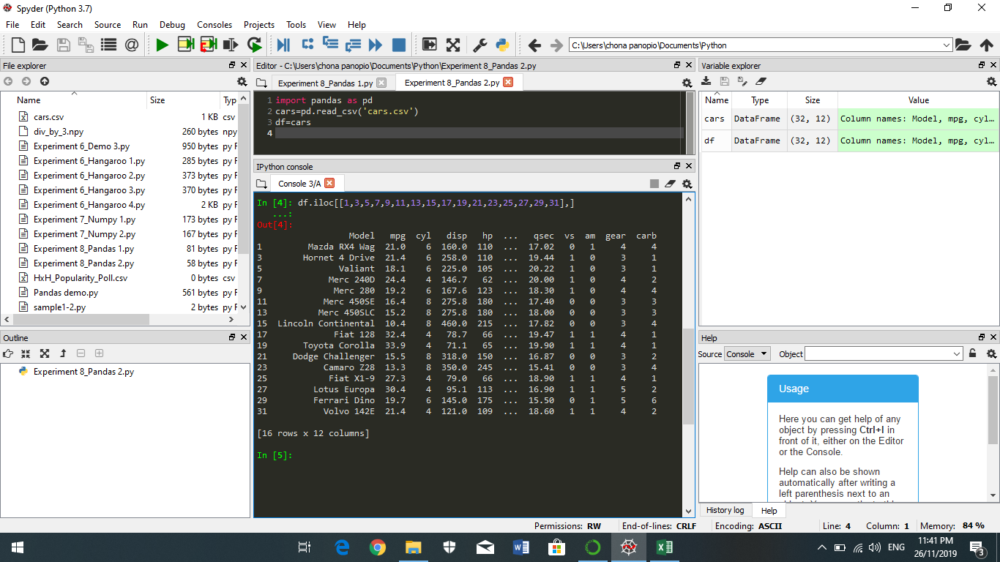 Spyder (Python 3.7)
File Edit Search Source Run Debug Consoles Projects Tools View Help
C:\Users\chona panopio\Documents\Python
File explorer
Name Size Typ
cars.csv 1 KB csv
div_by_3.npy 260 bytes npy
Experiment 6_Demo 3.py 950 bytes py F
Experiment 6_Hangaroo 1.py 285 bytes py F
Experiment 6_Hangaroo 2.py 373 bytes py F
Experiment 6_Hangaroo 3.py 370 bytes py F
Experiment 6_Hangaroo 4.py 2 KB py F
Experiment 7_Numpy 1.py 173 bytes py F
Experiment 7_Numpy 2.py 167 bytes py F
Experiment 8_Pandas 1.py 81 bytes py F
Experiment 8_Pandas 2.py 58 bytes py F
HxH_Popularity_Poll.csv 0 bytes csv
Pandas demo.py 561 bytes py F
sample1-2.py 2 bytes py F
Outline
Experiment 8_Pandas 2.py
Editor - C:\Users\chona panopio\Documents\Python\Experiment 8_Pandas 2.py
Experiment 8_Pandas 1.py Experiment 8_Pandas 2.py
1 import pandas as pd
2 cars=pd.read_csv('cars.csv')
3 df=cars
4
IPython console
Console 3/A
In [4]: df.iloc[[1,3,5,7,9,11,13,15,17,19,21,23,25,27,29,31],]
...:
Out[4]:
Model mpg cyl disp hp ... qsec vs am gear carb
1 Mazda RX4 Wag 21.0 6 160.0 110 ... 17.02 0 1 4 4
3 Hornet 4 Drive 21.4 6 258.0 110 ... 19.44 1 0 3 1
5 Valiant 18.1 6 225.0 105 ... 20.22 1 0 3 1
7 Merc 240D 24.4 4 146.7 62 ... 20.00 1 0 4 2
9 Merc 280 19.2 6 167.6 123 ... 18.30 1 0 4 4
11 Merc 450SE 16.4 8 275.8 180 ... 17.40 0 0 3 3
13 Merc 450SLC 15.2 8 275.8 180 ... 18.00 0 0 3 3
15 Lincoln Continental 10.4 8 460.0 215 ... 17.82 0 0 3 4
17 Fiat 128 32.4 4 78.7 66 ... 19.47 1 1 4 1
19 Toyota Corolla 33.9 4 71.1 65 ... 19.90 1 1 4 1
21 Dodge Challenger 15.5 8 318.0 150 ... 16.87 0 0 3 2
23 Camaro Z28 13.3 8 350.0 245 ... 15.41 0 0 3 4
25 Fiat X1-9 27.3 4 79.0 66 ... 18.90 1 1 4 1
27 Lotus Europa 30.4 4 95.1 113 ... 16.90 1 1 5 2
29 Ferrari Dino 19.7 6 145.0 175 ... 15.50 0 1 5 6
31 Volvo 142E 21.4 4 121.0 109 ... 18.60 1 1 4 2
[16 rows x 12 columns]
In [5]:
Variable explorer
Name Type Size Value
cars DataFrame (32, 12) Column names: Model, mpg, cyl…
df DataFrame (32, 12) Column names: Model, mpg, cyl…
Help
Source Console Object
Usage
Here you can get help of any
object by pressing Ctrl+I in
front of it, either on the Editor
or the Console.
Help can also be shown
automatically after writing a
left parenthesis next to an
History log Help
Permissions: RW End-of-lines: CRLF Encoding: ASCII Line: 4 Column: 1 Memory: 84 %
ENG 11:41 PM
26/11/2019 3